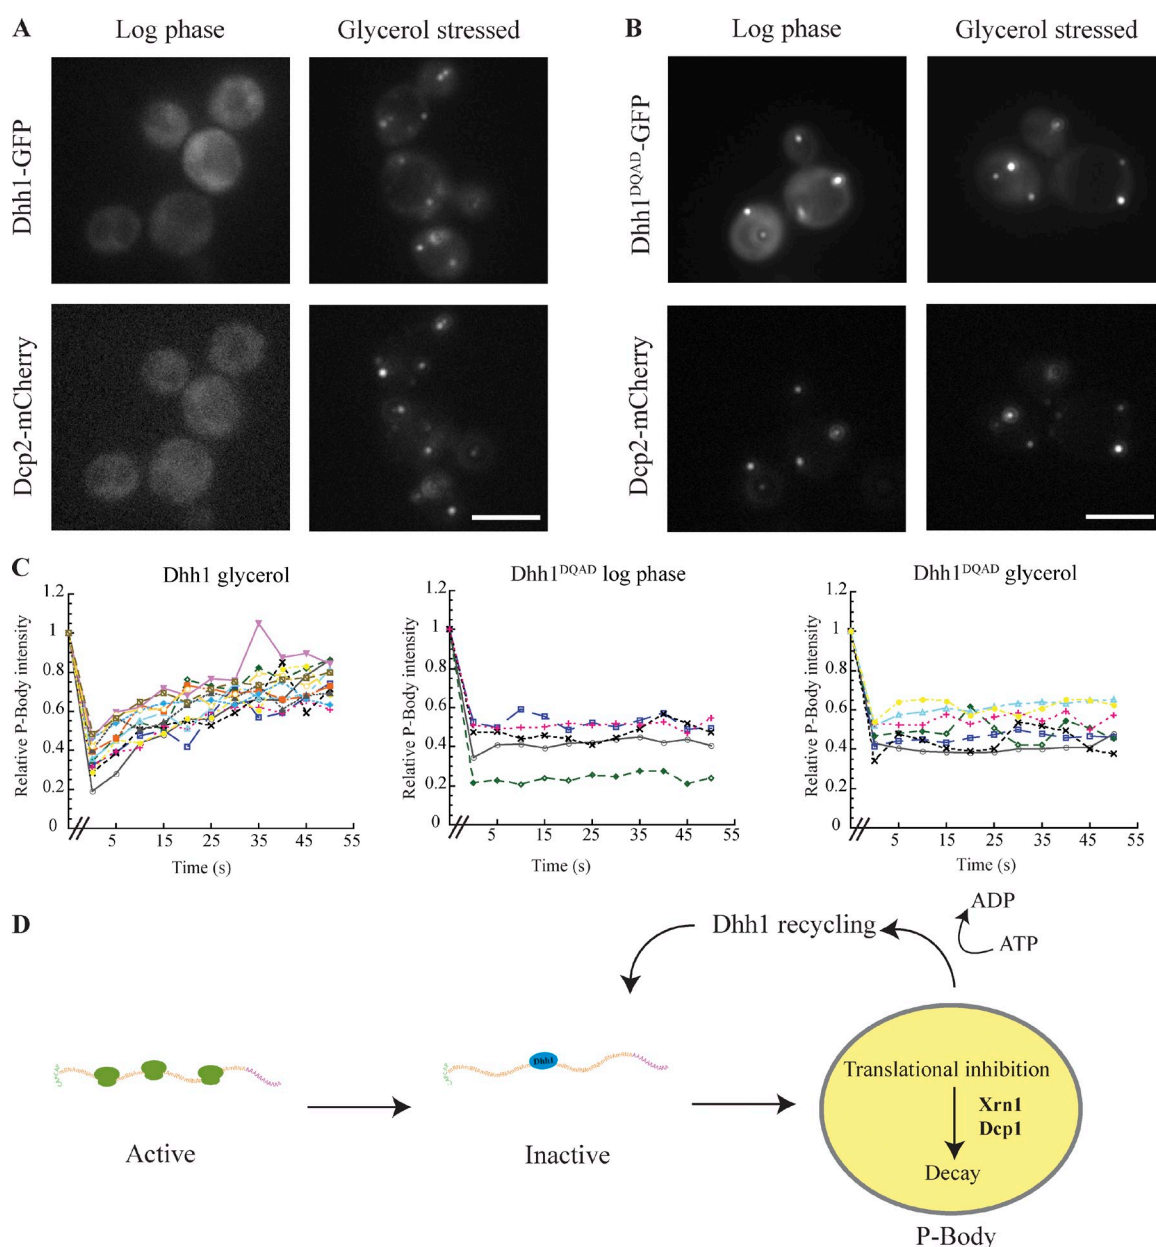 A
Log phase
Glycerol stressed
B
Log phase
Glycerol stressed
Dhh1-GFP
Dhh1DQAD-GFP
Dcp2-mCherry
Dcp2-mCherry
C
Dhh1 glycerol
Dhh1DQAD log phase
Dhh1DQAD glycerol
Relative P-Body intensity
1.2
1
0.8
0.6
0.4
0.2
0
5 15 25 35 45 55
Time (s)
Relative P-Body intensity
1.2
1
0.8
0.6
0.4
0.2
0
5 15 25 35 45 55
Time (s)
Relative P-Body intensity
1.2
1
0.8
0.6
0.4
0.2
0
5 15 25 35 45 55
Time (s)
D
Dhh1 recycling
ADP
ATP
Dhh1
Active
Inactive
Translational inhibition
Xrn1
Dcp1
Decay
P-Body